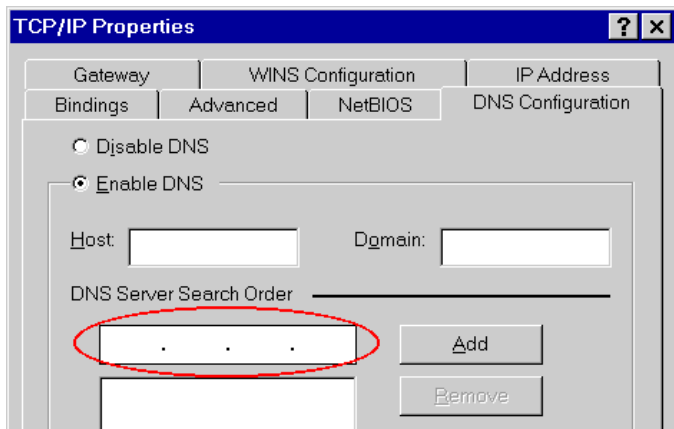 TCP/IP Properties
Gateway WINS Configuration IP Address
Bindings Advanced NetBIOS DNS Configuration
Disable DNS
Enable DNS
Host: Domain:
DNS Server Search Order
. . . Add
Remove